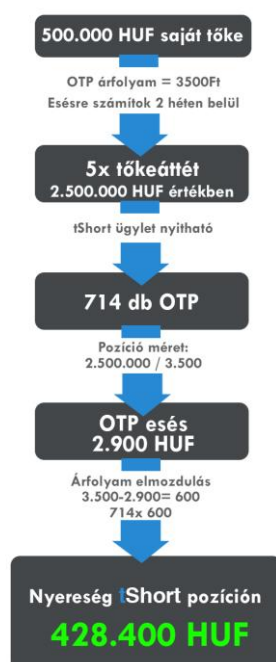 500.000 HUF saját tőke
OTP árfolyam = 3500Ft
Esésre számítok 2 héten belül
5x tőkeáttét
2.500.000 HUF értékben
tShort ügylet nyitható
714 db OTP
Pozíció méret:
2.500.000 / 3.500
OTP esés
2.900 HUF
Árfolyam elmozdulás
3.500-2.900= 600
714x 600
Nyereség tShort pozíción
428.400 HUF